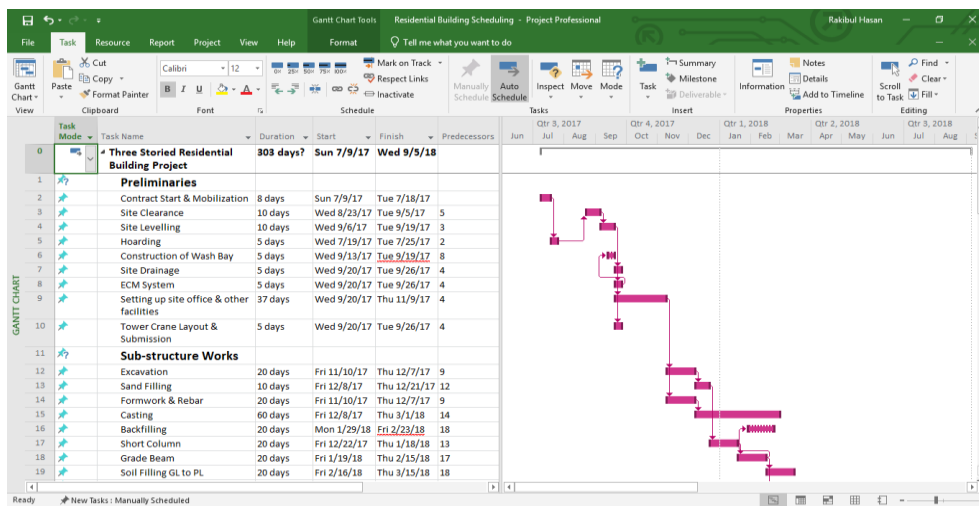 Gantt Chart Tools Residential Building Scheduling - Project Professional Rakibul Hasan
File Task Resource Report Project View Help Format Tell me what you want to do
Gantt Chart
View
Paste
Cut
Copy
Format Painter
Clipboard
Calibri 12
B I U A
Font
0× 25× 50× 75× 100×
Mark on Track
Respect Links
Inactivate
Schedule
Manually Schedule
Auto Schedule
Inspect
Move
Mode
Tasks
Task
Summary
Milestone
Deliverable
Insert
Information
Notes
Details
Add to Timeline
Properties
Scroll to Task
Find
Clear
Fill
Editing
Task Mode Task Name Duration Start Finish Predecessors
Qtr 3, 2017 Qtr 4, 2017 Qtr 1, 2018 Qtr 2, 2018 Qtr 3, 2018
Jun Jul Aug Sep Oct Nov Dec Jan Feb Mar Apr May Jun Jul Aug
0 Three Storied Residential Building Project 303 days? Sun 7/9/17 Wed 9/5/18
1 Preliminaries
2 Contract Start & Mobilization 8 days Sun 7/9/17 Tue 7/18/17
3 Site Clearance 10 days Wed 8/23/17 Tue 9/5/17 5
4 Site Levelling 10 days Wed 9/6/17 Tue 9/19/17 3
5 Hoarding 5 days Wed 7/19/17 Tue 7/25/17 2
6 Construction of Wash Bay 5 days Wed 9/13/17 Tue 9/19/17 8
7 Site Drainage 5 days Wed 9/20/17 Tue 9/26/17 4
8 ECM System 5 days Wed 9/20/17 Tue 9/26/17 4
9 Setting up site office & other facilities 37 days Wed 9/20/17 Thu 11/9/17 4
10 Tower Crane Layout & Submission 5 days Wed 9/20/17 Tue 9/26/17 4
11 Sub-structure Works
12 Excavation 20 days Fri 11/10/17 Thu 12/7/17 9
13 Sand Filling 10 days Fri 12/8/17 Thu 12/21/17 12
14 Formwork & Rebar 20 days Fri 11/10/17 Thu 12/7/17 9
15 Casting 60 days Fri 12/8/17 Thu 3/1/18 14
16 Backfilling 20 days Mon 1/29/18 Fri 2/23/18 18
17 Short Column 20 days Fri 12/22/17 Thu 1/18/18 13
18 Grade Beam 20 days Fri 1/19/18 Thu 2/15/18 17
19 Soil Filling GL to PL 20 days Fri 2/16/18 Thu 3/15/18 18
GANTT CHART
Ready New Tasks : Manually Scheduled